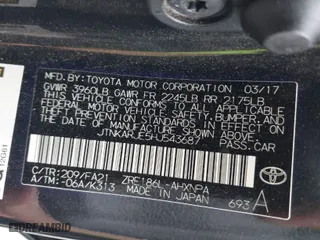 MFD. BY: TOYOTA MOTOR CORPORATION 03/17
GVWR 3960LB GAWR FR 2245LB RR 2175LB
THIS VEHICLE CONFORMS TO ALL APPLICABLE
FEDERAL MOTOR VEHICLE SAFETY, BUMPER, AND
THEFT PREVENTION STANDARDS IN EFFECT ON
THE DATE OF MANUFACTURE SHOWN ABOVE.
JTNKARJE5HJ543687 PASS.CAR
C/TR:209/FA21 ZRE186L-AHXNPA
A/TM:-06A/K313 MADE IN JAPAN
693 A